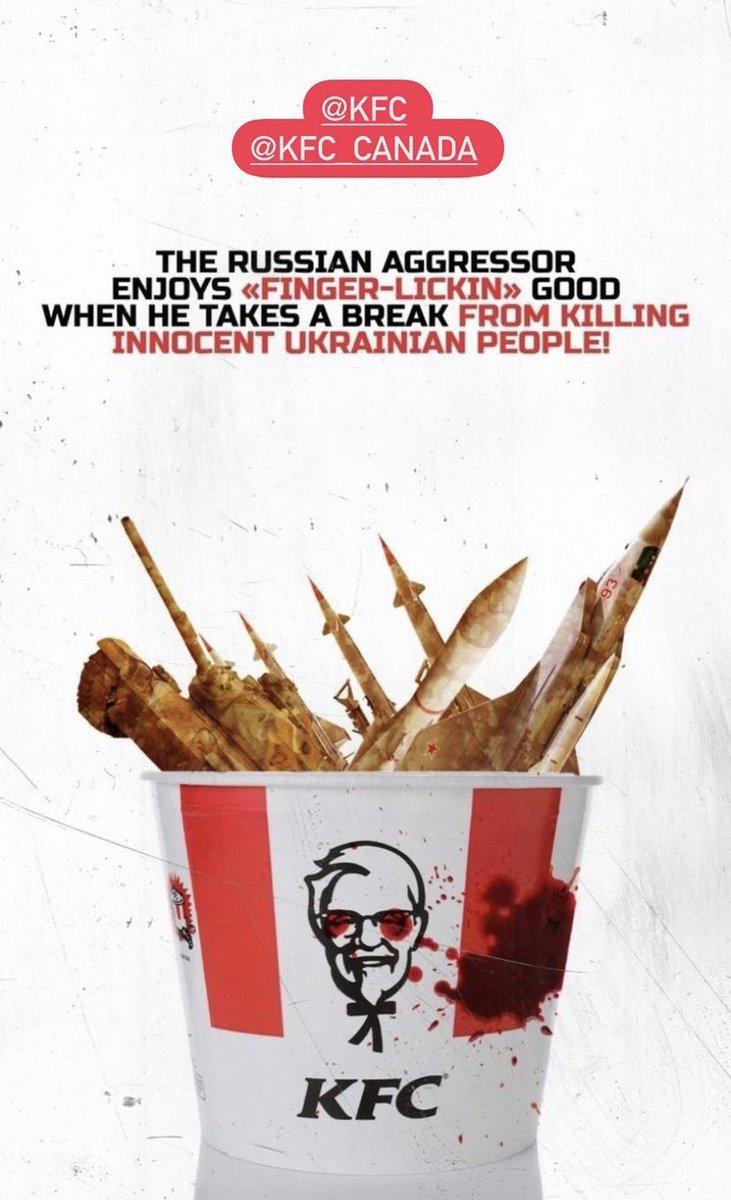 @KFC
@KFC_CANADA
THE RUSSIAN AGGRESSOR
ENJOYS «FINGER-LICKIN» GOOD
WHEN HE TAKES A BREAK FROM KILLING
INNOCENT UKRAINIAN PEOPLE!
93
KFC